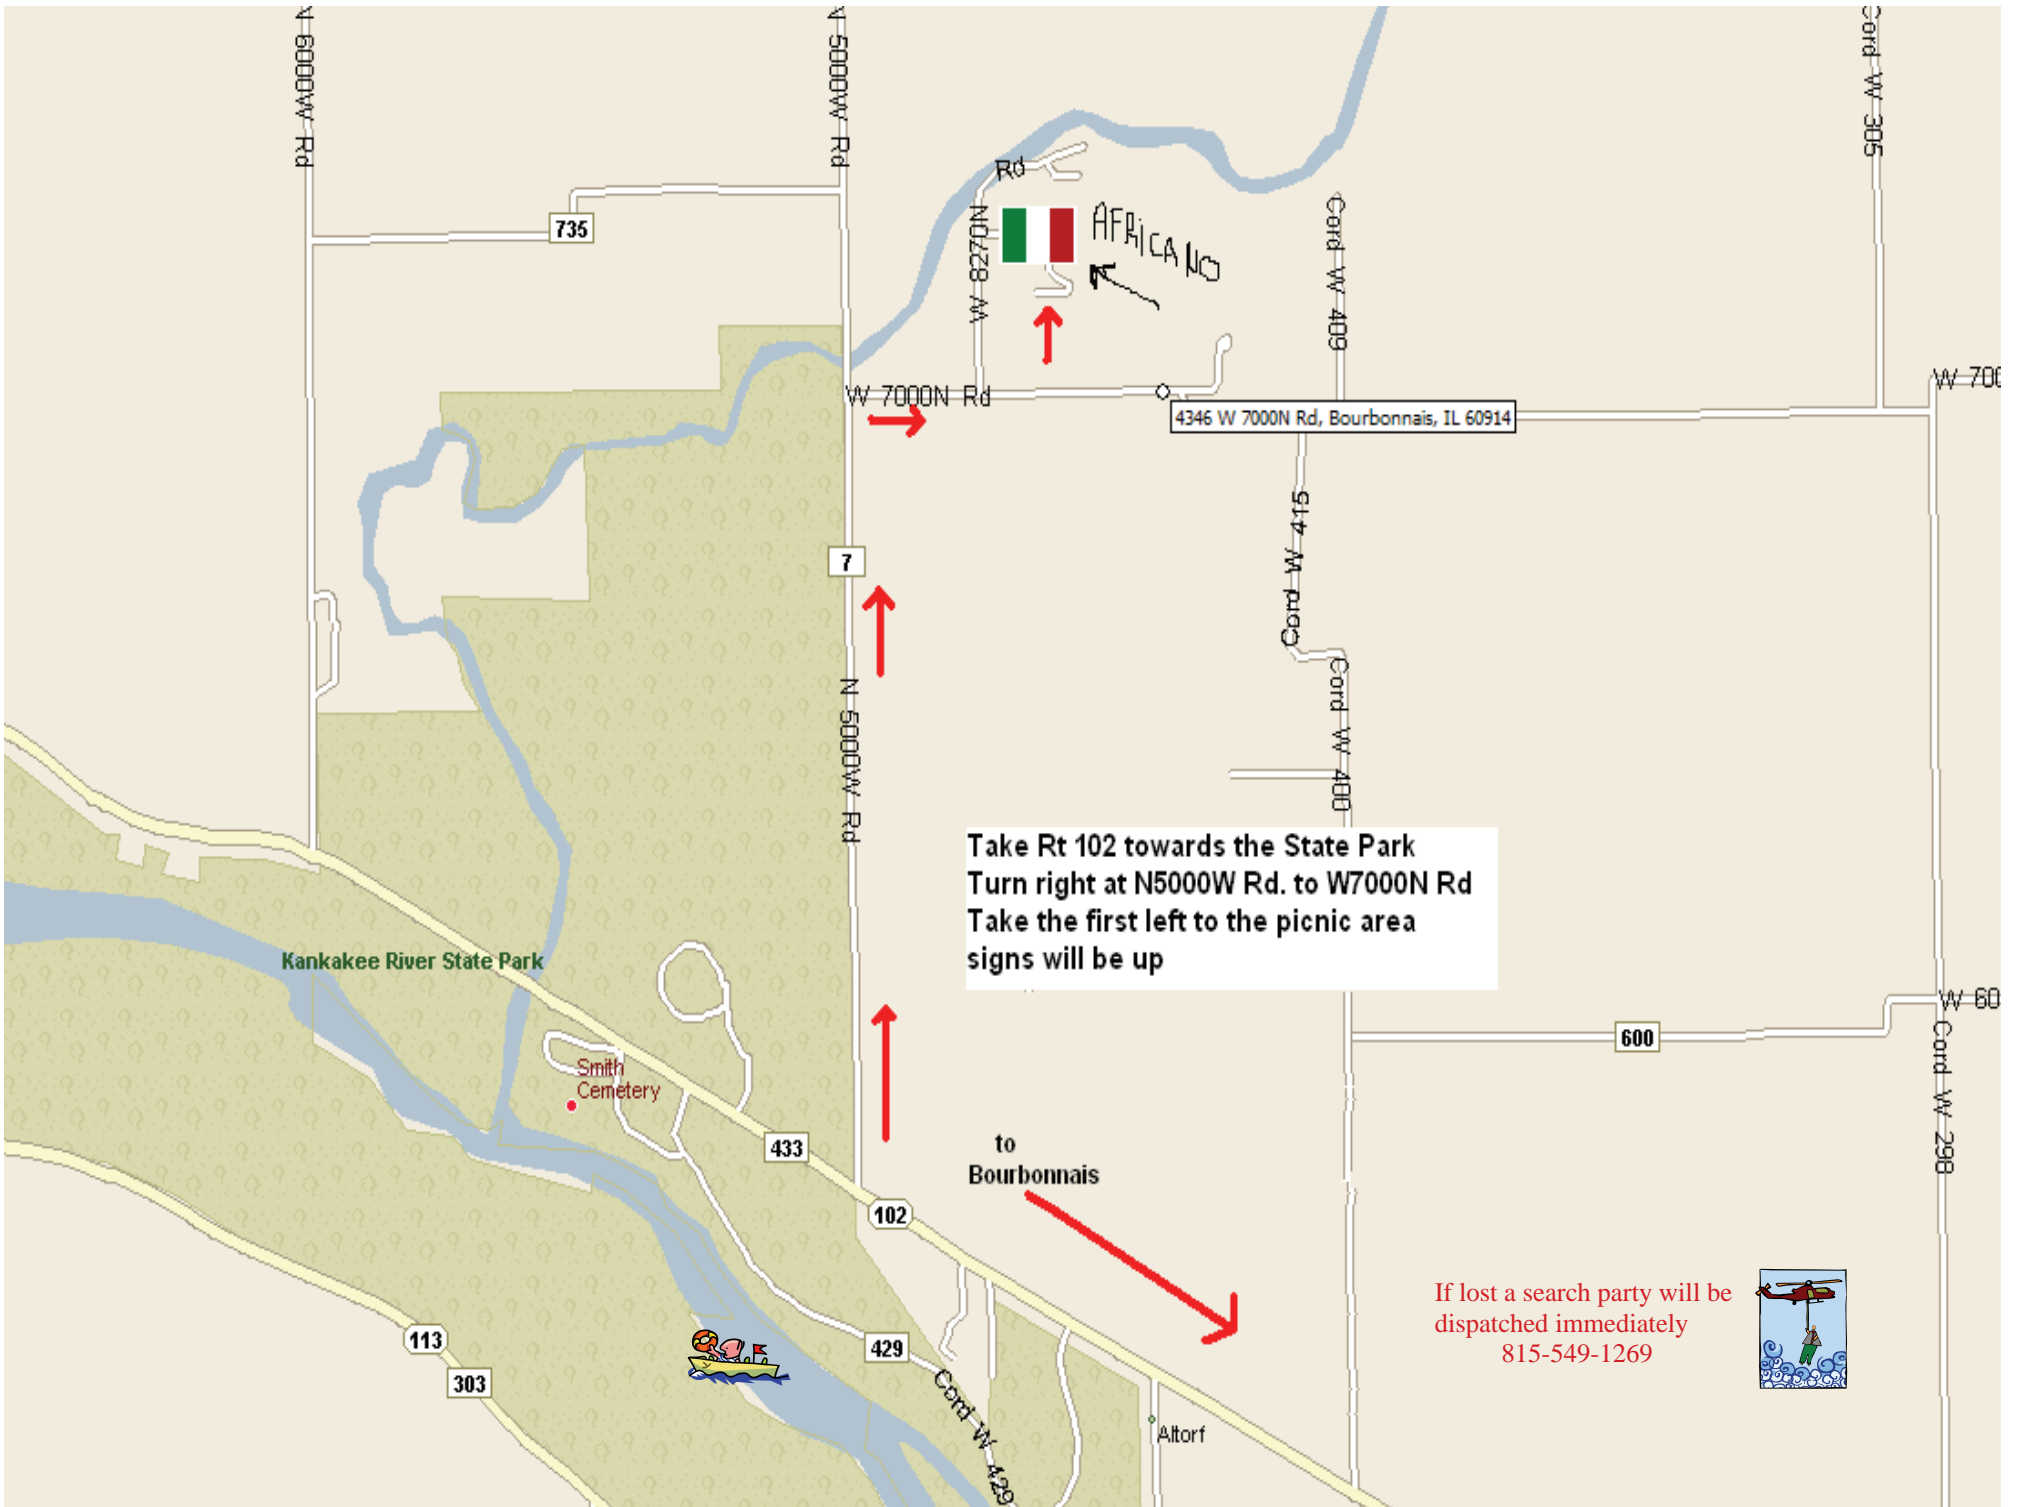 N 6000W Rd
N 5000W Rd
Cord W 305
Rd
735
N0272B W
AFRICANO
Cord W 409
W 7000N Rd
W 700
4346 W 7000N Rd, Bourbonnais, IL 60914
Cord W 415
7
N 5000W Rd
Cord W 400
Take Rt 102 towards the State Park
Turn right at N5000W Rd. to W7000N Rd
Take the first left to the picnic area
signs will be up
Kankakee River State Park
W 60
600
Smith
Cemetery
Cord W 298
433
to
Bourbonnais
102
If lost a search party will be
dispatched immediately
815-549-1269
113
429
303
Cord W 429
Altorf